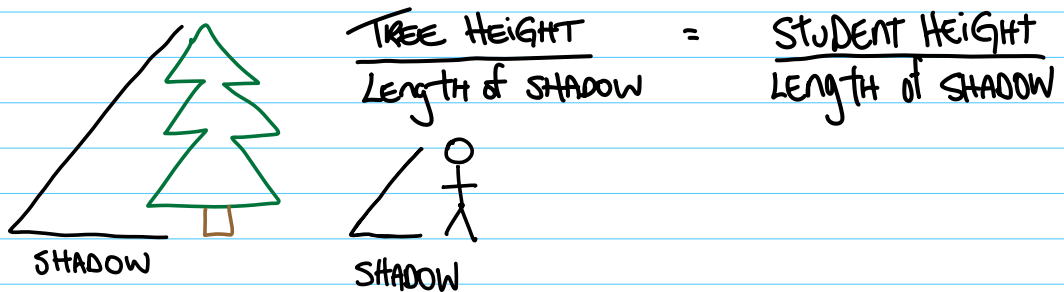 TREE HEIGHT = STUDENT HEIGHT
Length of SHADOW Length of SHADOW
SHADOW
SHADOW